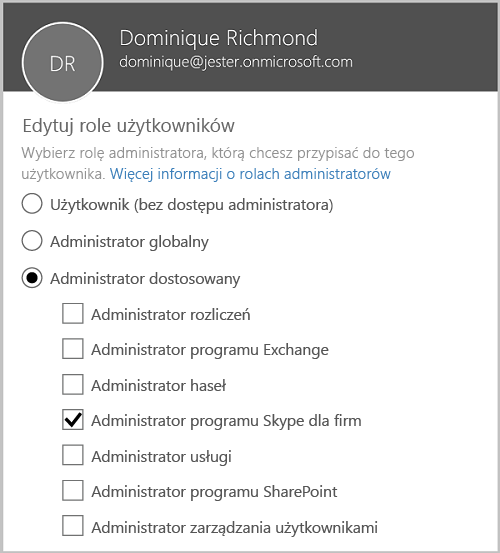 DR
Dominique Richmond
dominique@jester.onmicrosoft.com
Edytuj role użytkowników
Wybierz rolę administratora, którą chcesz przypisać do tego
użytkownika. Więcej informacji o rolach administratorów
Użytkownik (bez dostępu administratora)
Administrator globalny
Administrator dostosowany
Administrator rozliczeń
Administrator programu Exchange
Administrator haseł
Administrator programu Skype dla firm
Administrator usługi
Administrator programu SharePoint
Administrator zarządzania użytkownikami